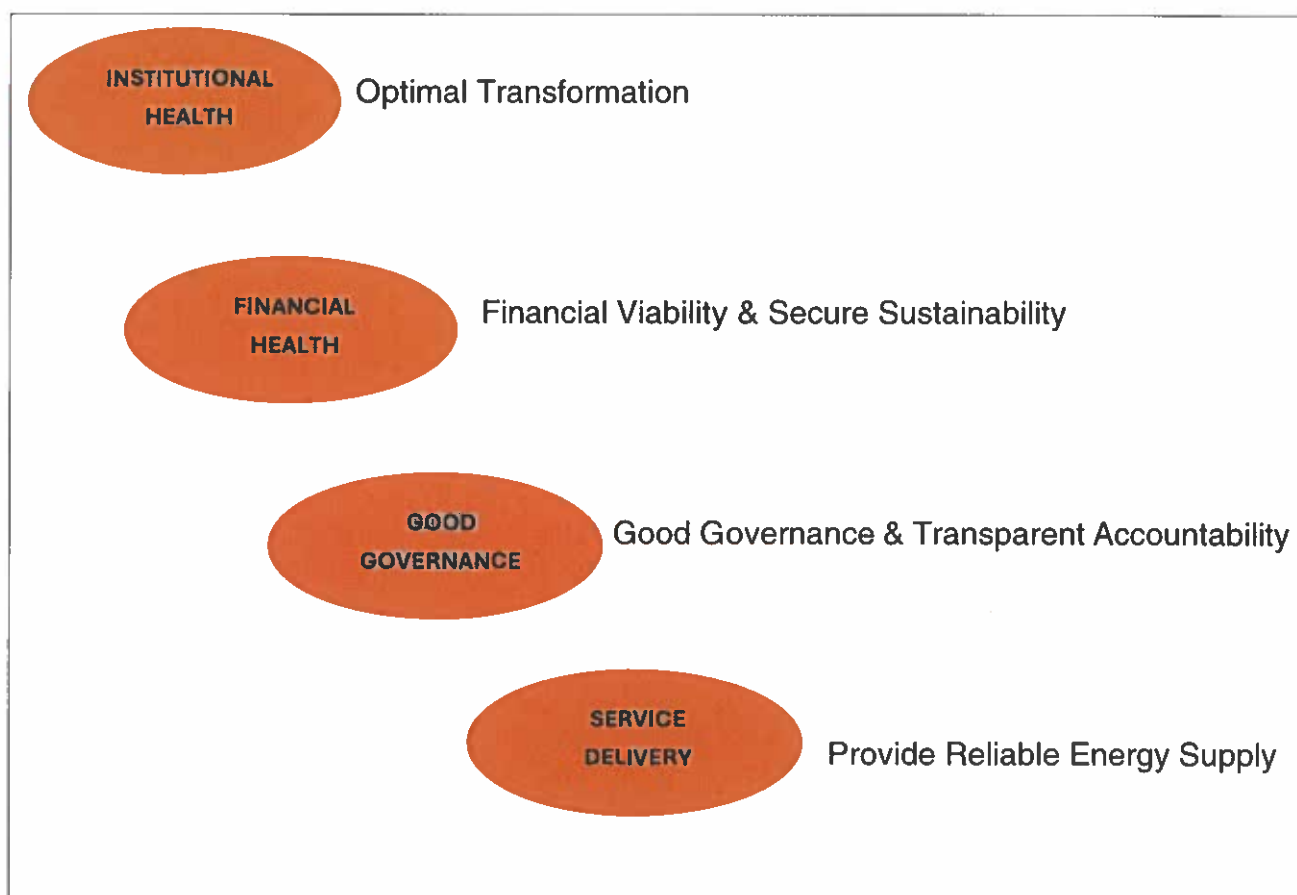 INSTITUTIONAL
HEALTH
Optimal Transformation
FINANCIAL
HEALTH
Financial Viability & Secure Sustainability
GOOD
GOVERNANCE
Good Governance & Transparent Accountability
SERVICE
DELIVERY
Provide Reliable Energy Supply